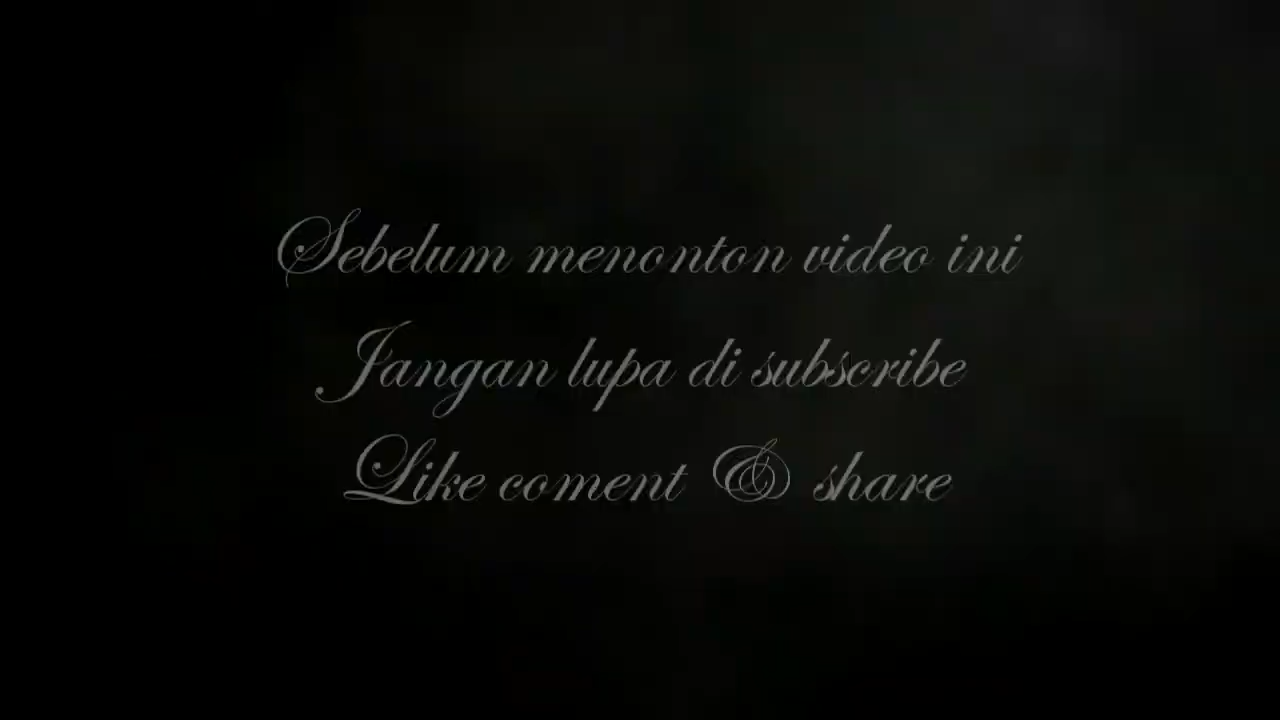 Sebelum menonton video ini
Jangan lupa di subscribe
Like coment & share